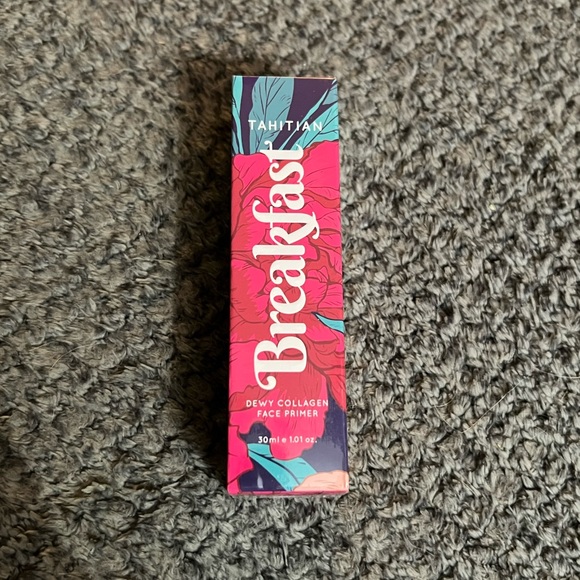 TAHITIAN
Breakfast
DEWY COLLAGEN
FACE PRIMER
30ml e 1.01 oz.